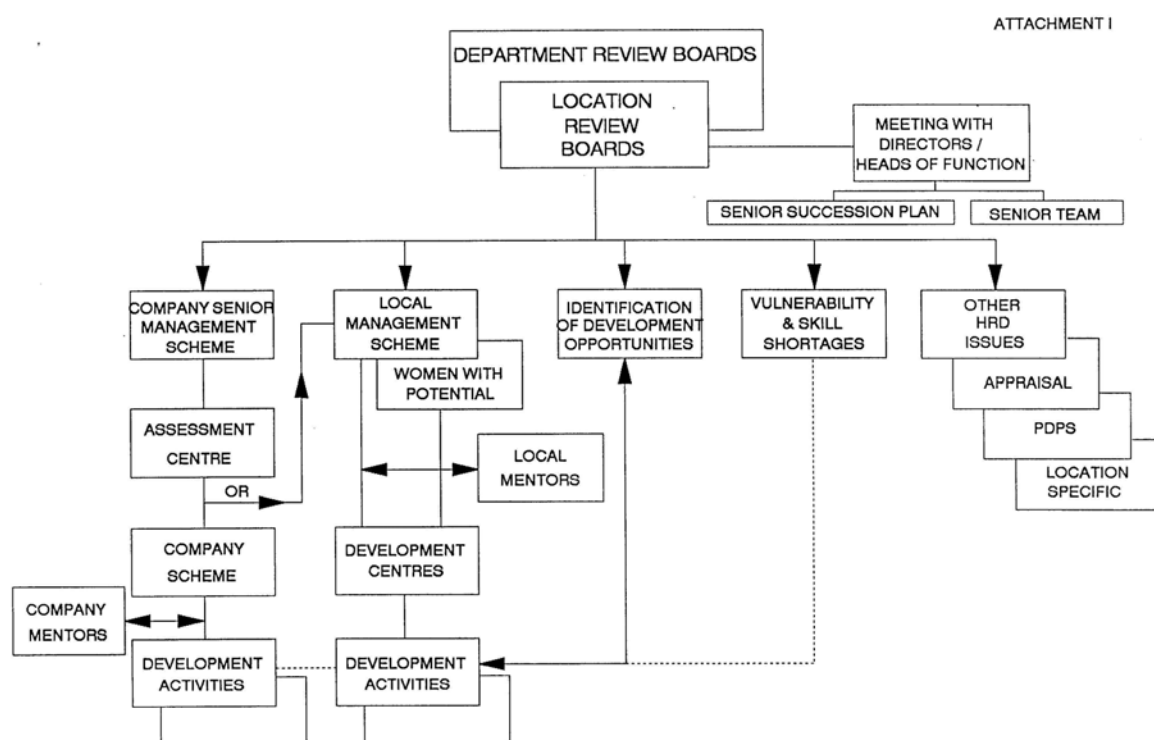 ATTACHMENT I
DEPARTMENT REVIEW BOARDS
LOCATION
REVIEW
BOARDS
MEETING WITH
DIRECTORS /
HEADS OF FUNCTION
SENIOR SUCCESSION PLAN
SENIOR TEAM
COMPANY SENIOR
MANAGEMENT
SCHEME
LOCAL
MANAGEMENT
SCHEME
IDENTIFICATION
OF DEVELOPMENT
OPPORTUNITIES
VULNERABILITY
& SKILL
SHORTAGES
OTHER
HRD
ISSUES
WOMEN WITH
POTENTIAL
APPRAISAL
ASSESSMENT
CENTRE
PDPS
LOCAL
MENTORS
LOCATION
SPECIFIC
OR
COMPANY
SCHEME
DEVELOPMENT
CENTRES
COMPANY
MENTORS
DEVELOPMENT
ACTIVITIES
DEVELOPMENT
ACTIVITIES